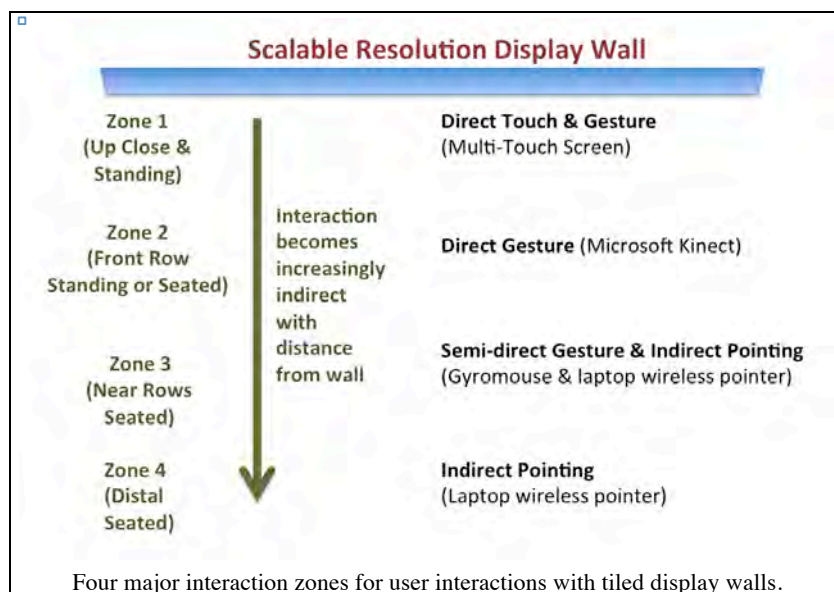 Scalable Resolution Display Wall
Zone 1
(Up Close &
Standing)
Direct Touch & Gesture
(Multi-Touch Screen)
Interaction
becomes
increasingly
indirect
with
distance
from wall
Zone 2
(Front Row
Standing or Seated)
Direct Gesture (Microsoft Kinect)
Zone 3
(Near Rows
Seated)
Semi-direct Gesture & Indirect Pointing
(Gyromouse & laptop wireless pointer)
Zone 4
(Distal
Seated)
Indirect Pointing
(Laptop wireless pointer)
Four major interaction zones for user interactions with tiled display walls.